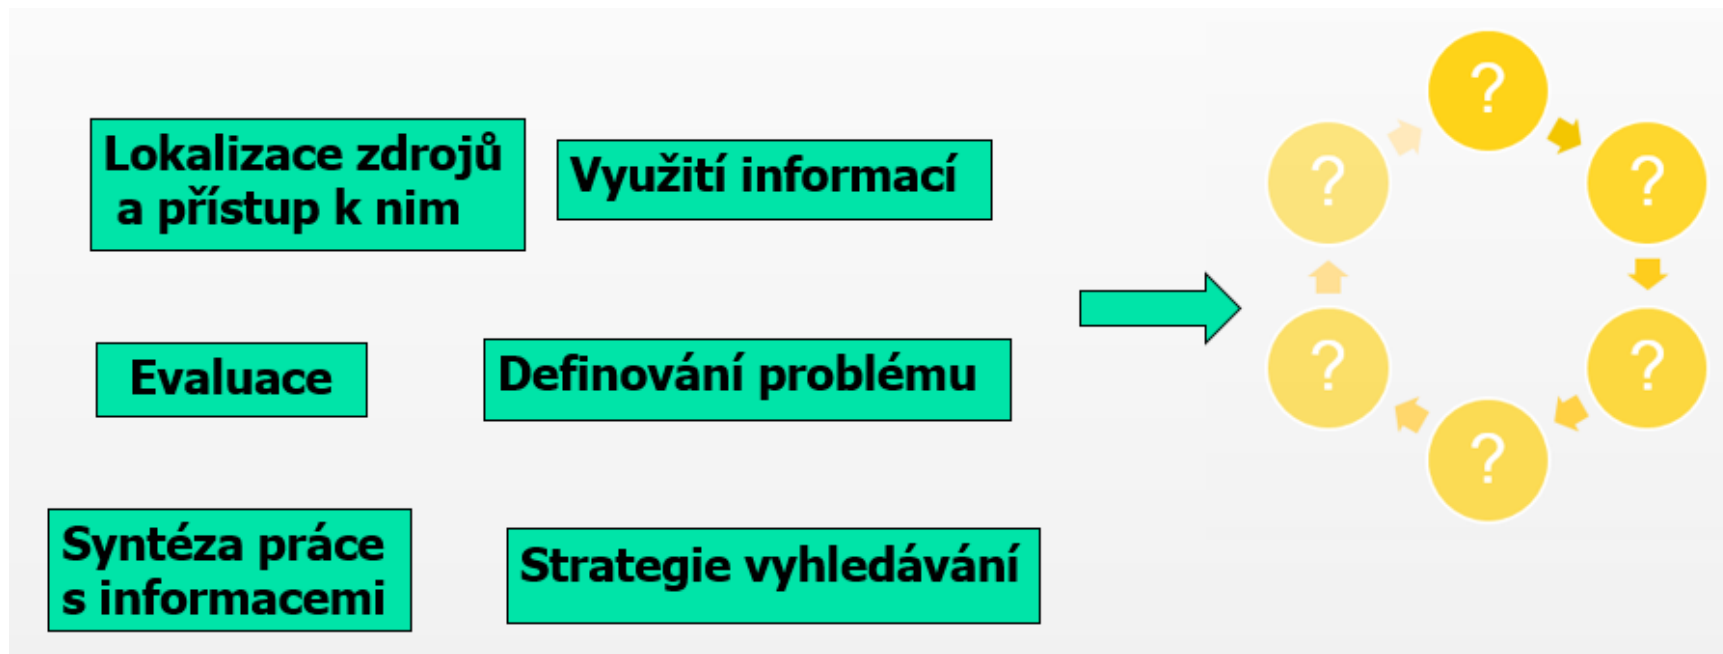 Lokalizace zdrojů
a přístup k nim
Využití informací
Evaluace
Definování problému
Syntéza práce
s informacemi
Strategie vyhledávání
?
?
?
?
?
?